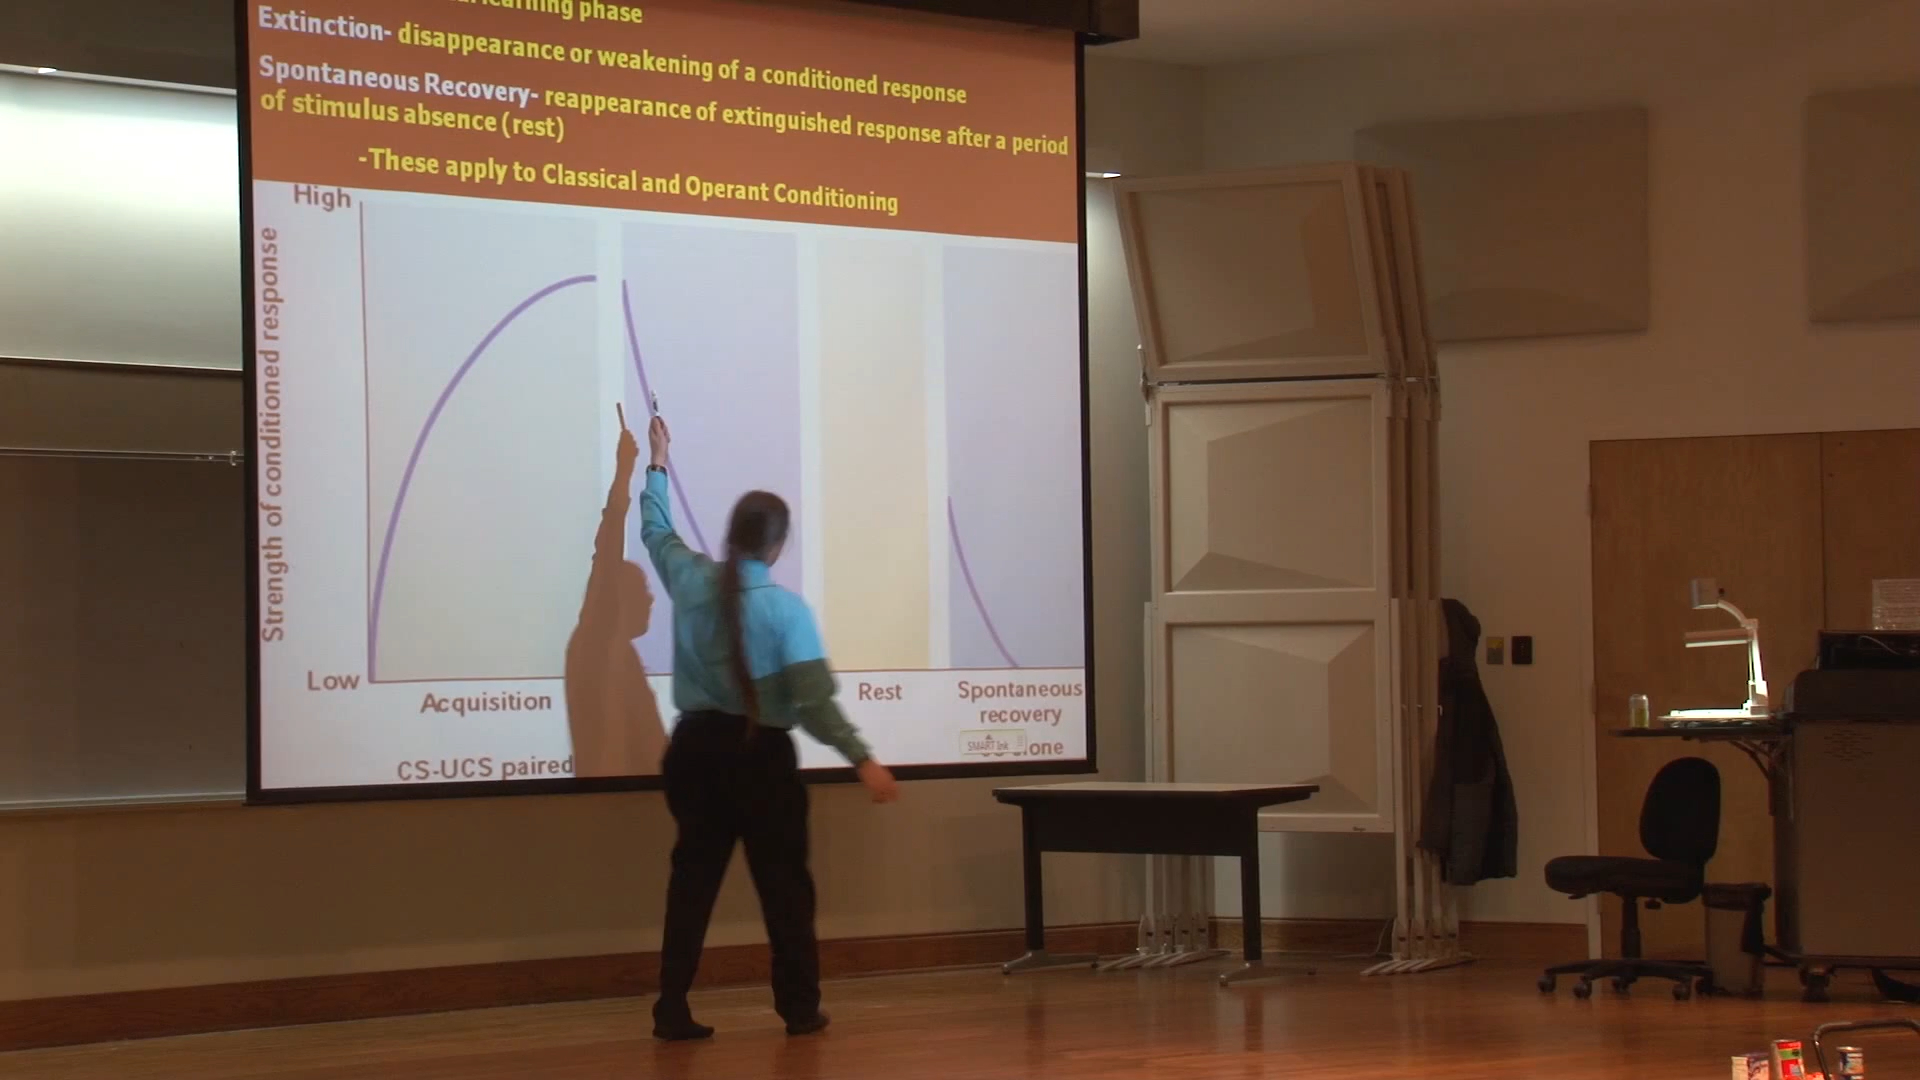 learning phase
Extinction- disappearance or weakening of a conditioned response
Spontaneous Recovery- reappearance of extinguished response after a period
of stimulus absence (rest)
-These apply to Classical and Operant Conditioning
High
Strength of conditioned response
Low
Acquisition
Rest
Spontaneous
recovery
CS-UCS paired
SMART Ink
alone